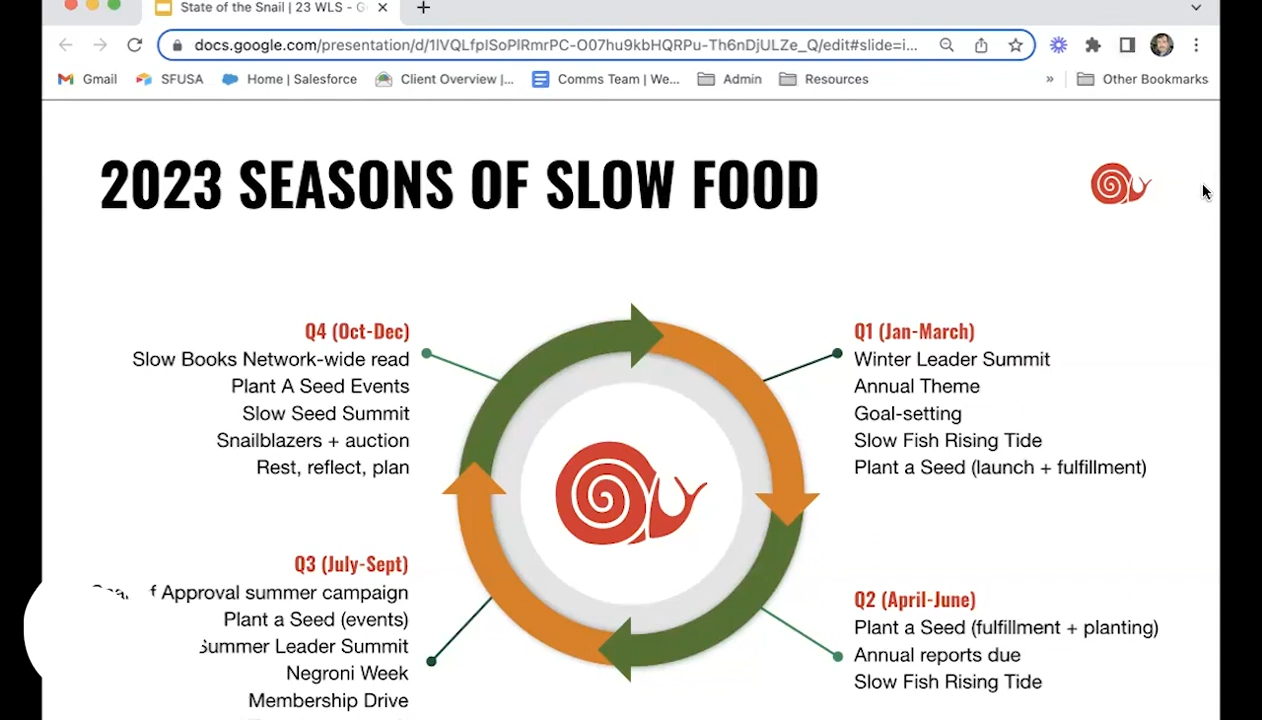 State of the Snail | 23 WLS - G
docs.google.com/presentation/d/1lVQLfpISoPlRmrPC-O07hu9kbHQRPu-Th6nDjULZe_Q/edit#slide=i...
Gmail SFUSA Home | Salesforce Client Overview |... Comms Team | We... Admin Resources » Other Bookmarks
2023 SEASONS OF SLOW FOOD
Q4 (Oct-Dec)
Slow Books Network-wide read
Plant A Seed Events
Slow Seed Summit
Snailblazers + auction
Rest, reflect, plan
Q1 (Jan-March)
Winter Leader Summit
Annual Theme
Goal-setting
Slow Fish Rising Tide
Plant a Seed (launch + fulfillment)
Q3 (July-Sept)
Approval summer campaign
Plant a Seed (events)
Summer Leader Summit
Negroni Week
Membership Drive
Q2 (April-June)
Plant a Seed (fulfillment + planting)
Annual reports due
Slow Fish Rising Tide